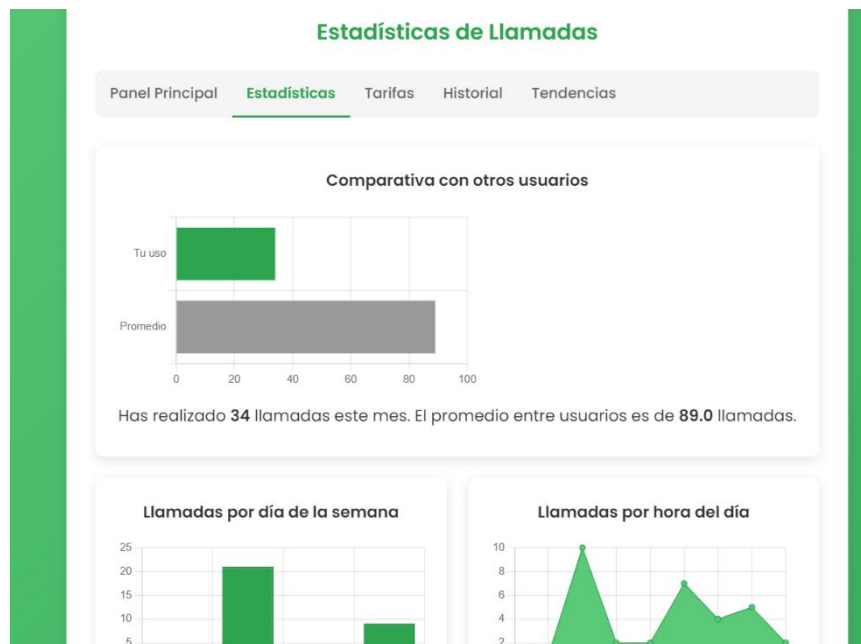 Estadísticas de Llamadas
Panel Principal Estadísticas Tarifas Historial Tendencias
Comparativa con otros usuarios
Tu uso
Promedio
0 20 40 60 80 100
Has realizado 34 llamadas este mes. El promedio entre usuarios es de 89.0 llamadas.
Llamadas por día de la semana
25
20
15
10
5
Llamadas por hora del día
10
8
6
4
2